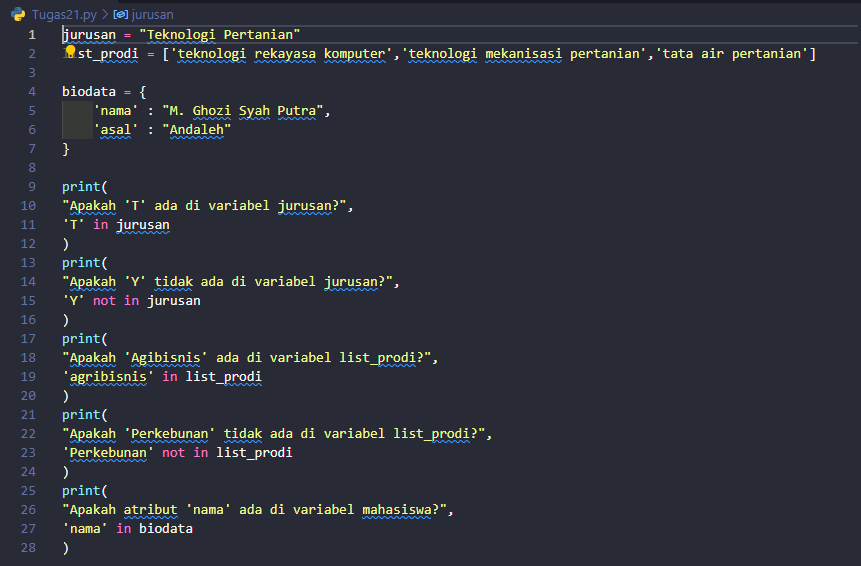 Tugas21.py > jurusan
1 jurusan = "Teknologi Pertanian"
2 st_prodi = ['teknologi rekayasa komputer','teknologi mekanisasi pertanian','tata air pertanian']
3
4 biodata = {
5     'nama' : "M. Ghozi Syah Putra",
6     'asal' : "Andaleh"
7 }
8
9 print(
10 "Apakah 'T' ada di variabel jurusan?",
11 'T' in jurusan
12 )
13 print(
14 "Apakah 'Y' tidak ada di variabel jurusan?",
15 'Y' not in jurusan
16 )
17 print(
18 "Apakah 'Agibisnis' ada di variabel list_prodi?",
19 'agribisnis' in list_prodi
20 )
21 print(
22 "Apakah 'Perkebunan' tidak ada di variabel list_prodi?",
23 'Perkebunan' not in list_prodi
24 )
25 print(
26 "Apakah atribut 'nama' ada di variabel mahasiswa?",
27 'nama' in biodata
28 )